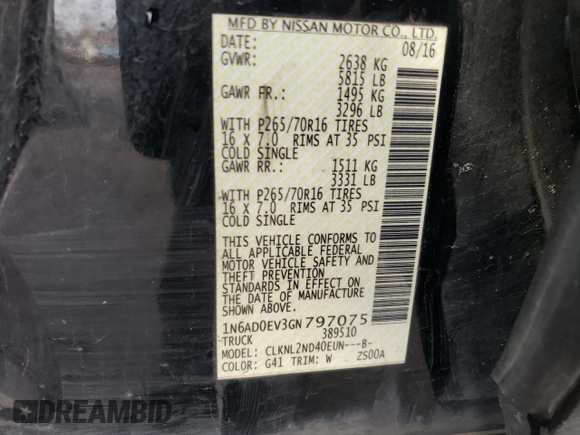 MFD BY NISSAN MOTOR CO., LTD.
DATE: 08/16
GVWR: 2638 KG
5815 LB
GAWR FR.: 1495 KG
3296 LB
WITH P265/70R16 TIRES
16 X 7.0 RIMS AT 35 PSI
COLD SINGLE
GAWR RR.: 1511 KG
3331 LB
WITH P265/70R16 TIRES
16 X 7.0 RIMS AT 35 PSI
COLD SINGLE
THIS VEHICLE CONFORMS TO
ALL APPLICABLE FEDERAL
MOTOR VEHICLE SAFETY AND
THEFT PREVENTION
STANDARDS IN EFFECT ON THE
DATE OF MANUFACTURE
SHOWN ABOVE.
1N6AD0EV3GN797075
TRUCK 389510
MODEL: CLKNL2ND40EUN---B-
COLOR: G41 TRIM: W ZS00A
DREAMBID